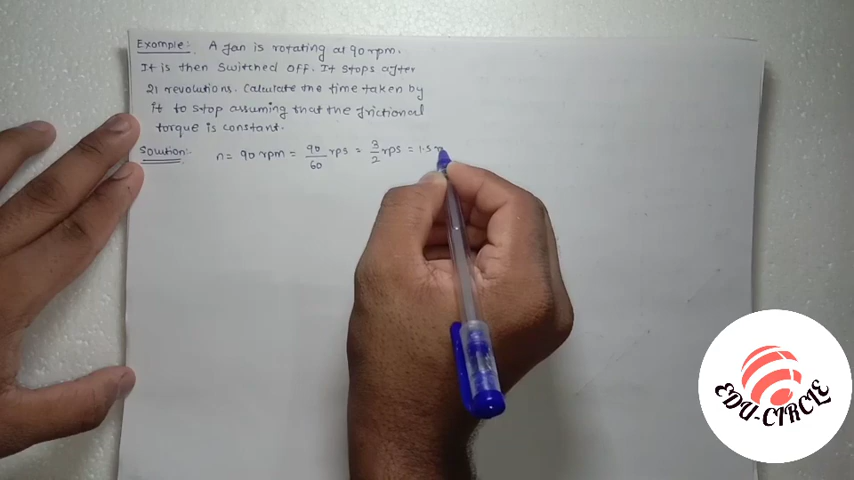 Example:- A fan is rotating at 90 rpm.
It is then switched off. It stops after
21 revolutions. Calculate the time taken by
it to stop assuming that the frictional
torque is constant.
Solution:- n = 90 rpm = 90/60 rps = 3/2 rps = 1.5
EDU-CIRCLE